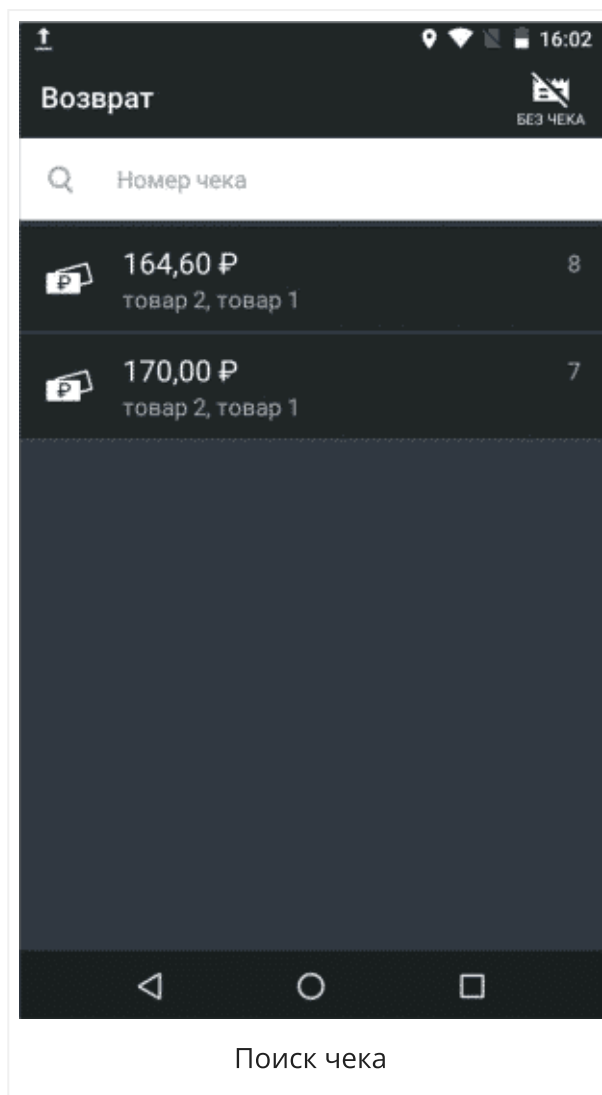 16:02
Возврат
БЕЗ ЧЕКА
Номер чека
164,60 ₽
8
товар 2, товар 1
170,00 ₽
7
товар 2, товар 1
Поиск чека